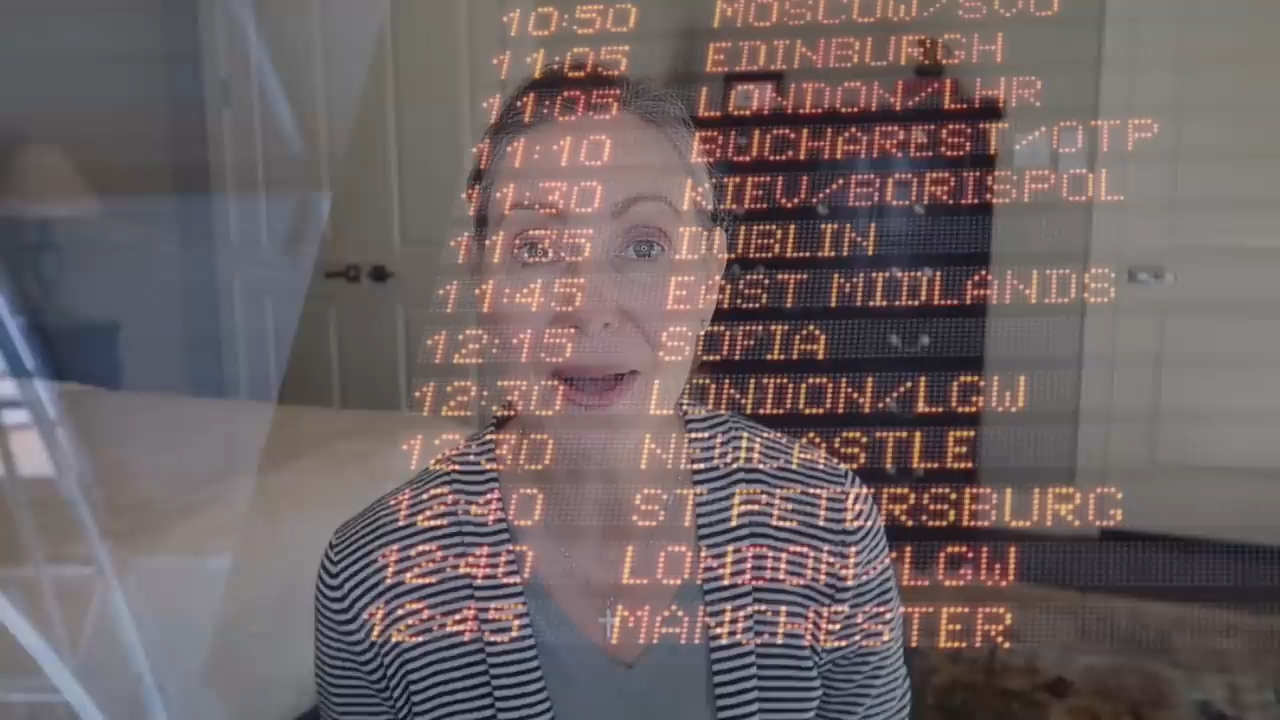 10:50 MOSCOW/SVO
11:05 EDINBURGH
11:05 LONDON/LHR
11:10 BUCHAREST/OTP
11:30 KIEV/BORISPOL
11:35 DUBLIN
11:45 EAST MIDLANDS
12:15 SOFIA
12:30 LONDON/LGW
12:30 NEWCASTLE
12:40 ST PETERSBURG
12:40 LONDON/LGW
12:45 MANCHESTER